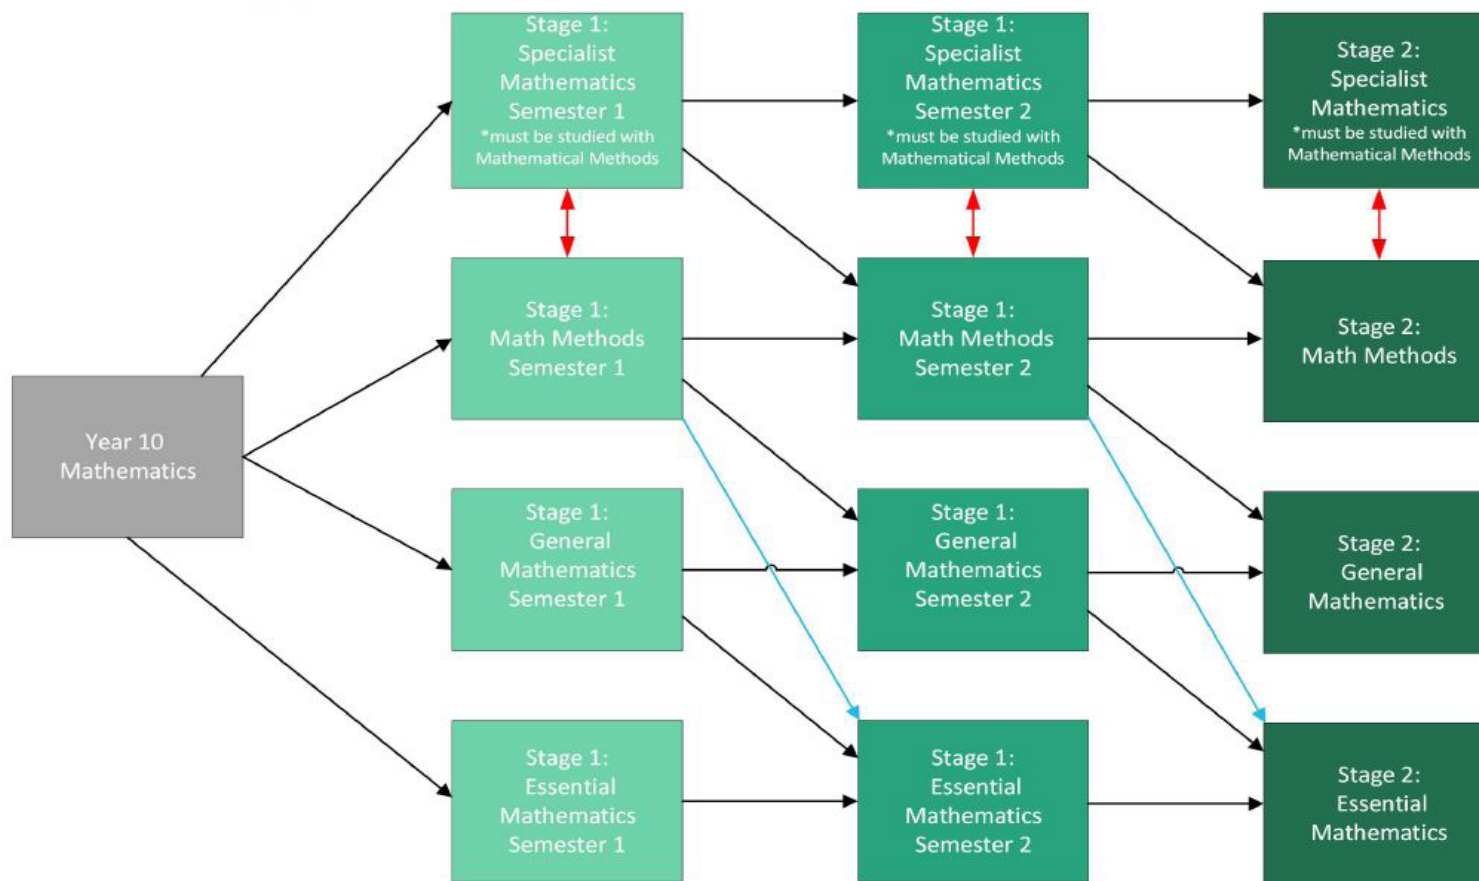 Stage 1:
Specialist
Mathematics
Semester 1
*must be studied with
Mathematical Methods
Stage 1:
Specialist
Mathematics
Semester 2
*must be studied with
Mathematical Methods
Stage 2:
Specialist
Mathematics
*must be studied with
Mathematical Methods
Stage 1:
Math Methods
Semester 1
Stage 1:
Math Methods
Semester 2
Stage 2:
Math Methods
Year 10
Mathematics
Stage 1:
General
Mathematics
Semester 1
Stage 1:
General
Mathematics
Semester 2
Stage 2:
General
Mathematics
Stage 1:
Essential
Mathematics
Semester 1
Stage 1:
Essential
Mathematics
Semester 2
Stage 2:
Essential
Mathematics